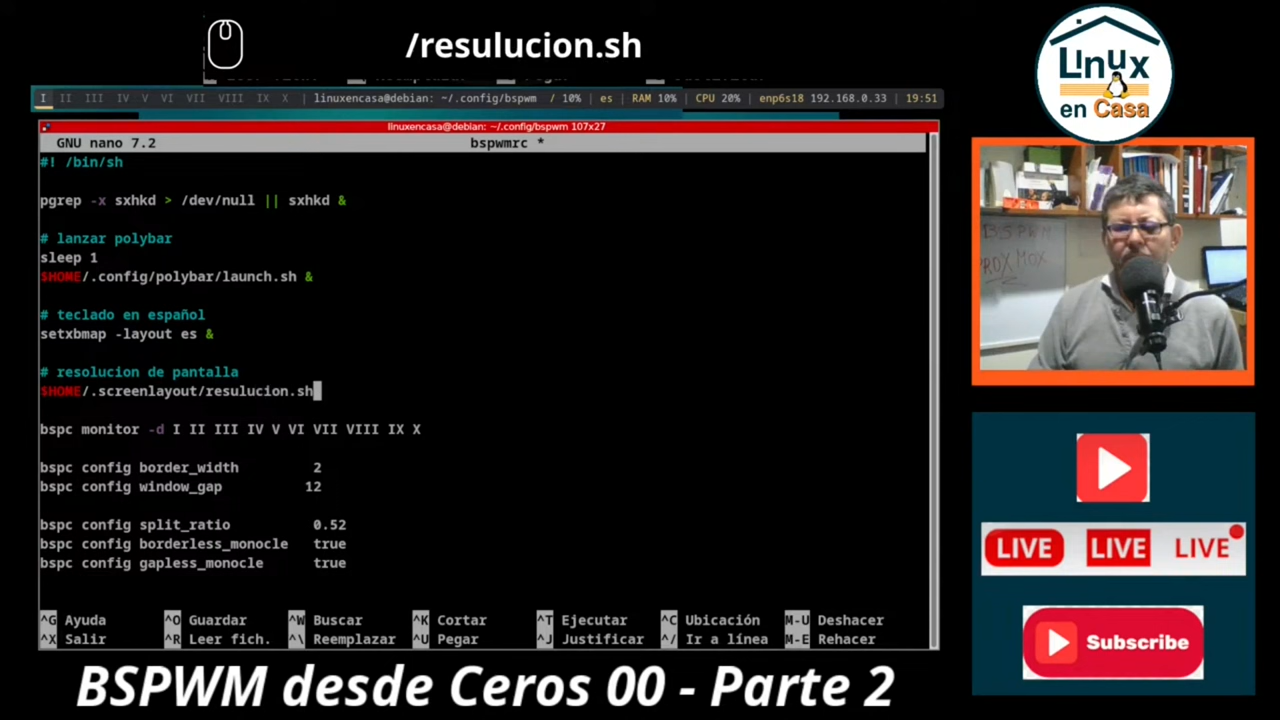 /resulucion.sh
I II III IV V VI VII VIII IX X | linuxencasa@debian: ~/.config/bspwm / 10% | es | RAM 10% | CPU 20% | enp6s18 192.168.0.33 | 19:51
linuxencasa@debian: ~/.config/bspwm 107x27
GNU nano 7.2 bspwmrc *
#! /bin/sh
pgrep -x sxhkd > /dev/null || sxhkd &
# lanzar polybar
sleep 1
$HOME/.config/polybar/launch.sh &
# teclado en español
setxbmap -layout es &
# resolucion de pantalla
$HOME/.screenlayout/resulucion.sh
bspc monitor -d I II III IV V VI VII VIII IX X
bspc config border_width 2
bspc config window_gap 12
bspc config split_ratio 0.52
bspc config borderless_monocle true
bspc config gapless_monocle true
^G Ayuda ^O Guardar ^W Buscar ^K Cortar ^T Ejecutar ^C Ubicación M-U Deshacer
^X Salir ^R Leer fich. ^\ Reemplazar ^U Pegar ^J Justificar ^/ Ir a línea M-E Rehacer
BSPWM desde Ceros 00 - Parte 2
Linux
en Casa
BSPWM
PROXMOX
LIVE LIVE LIVE
Subscribe